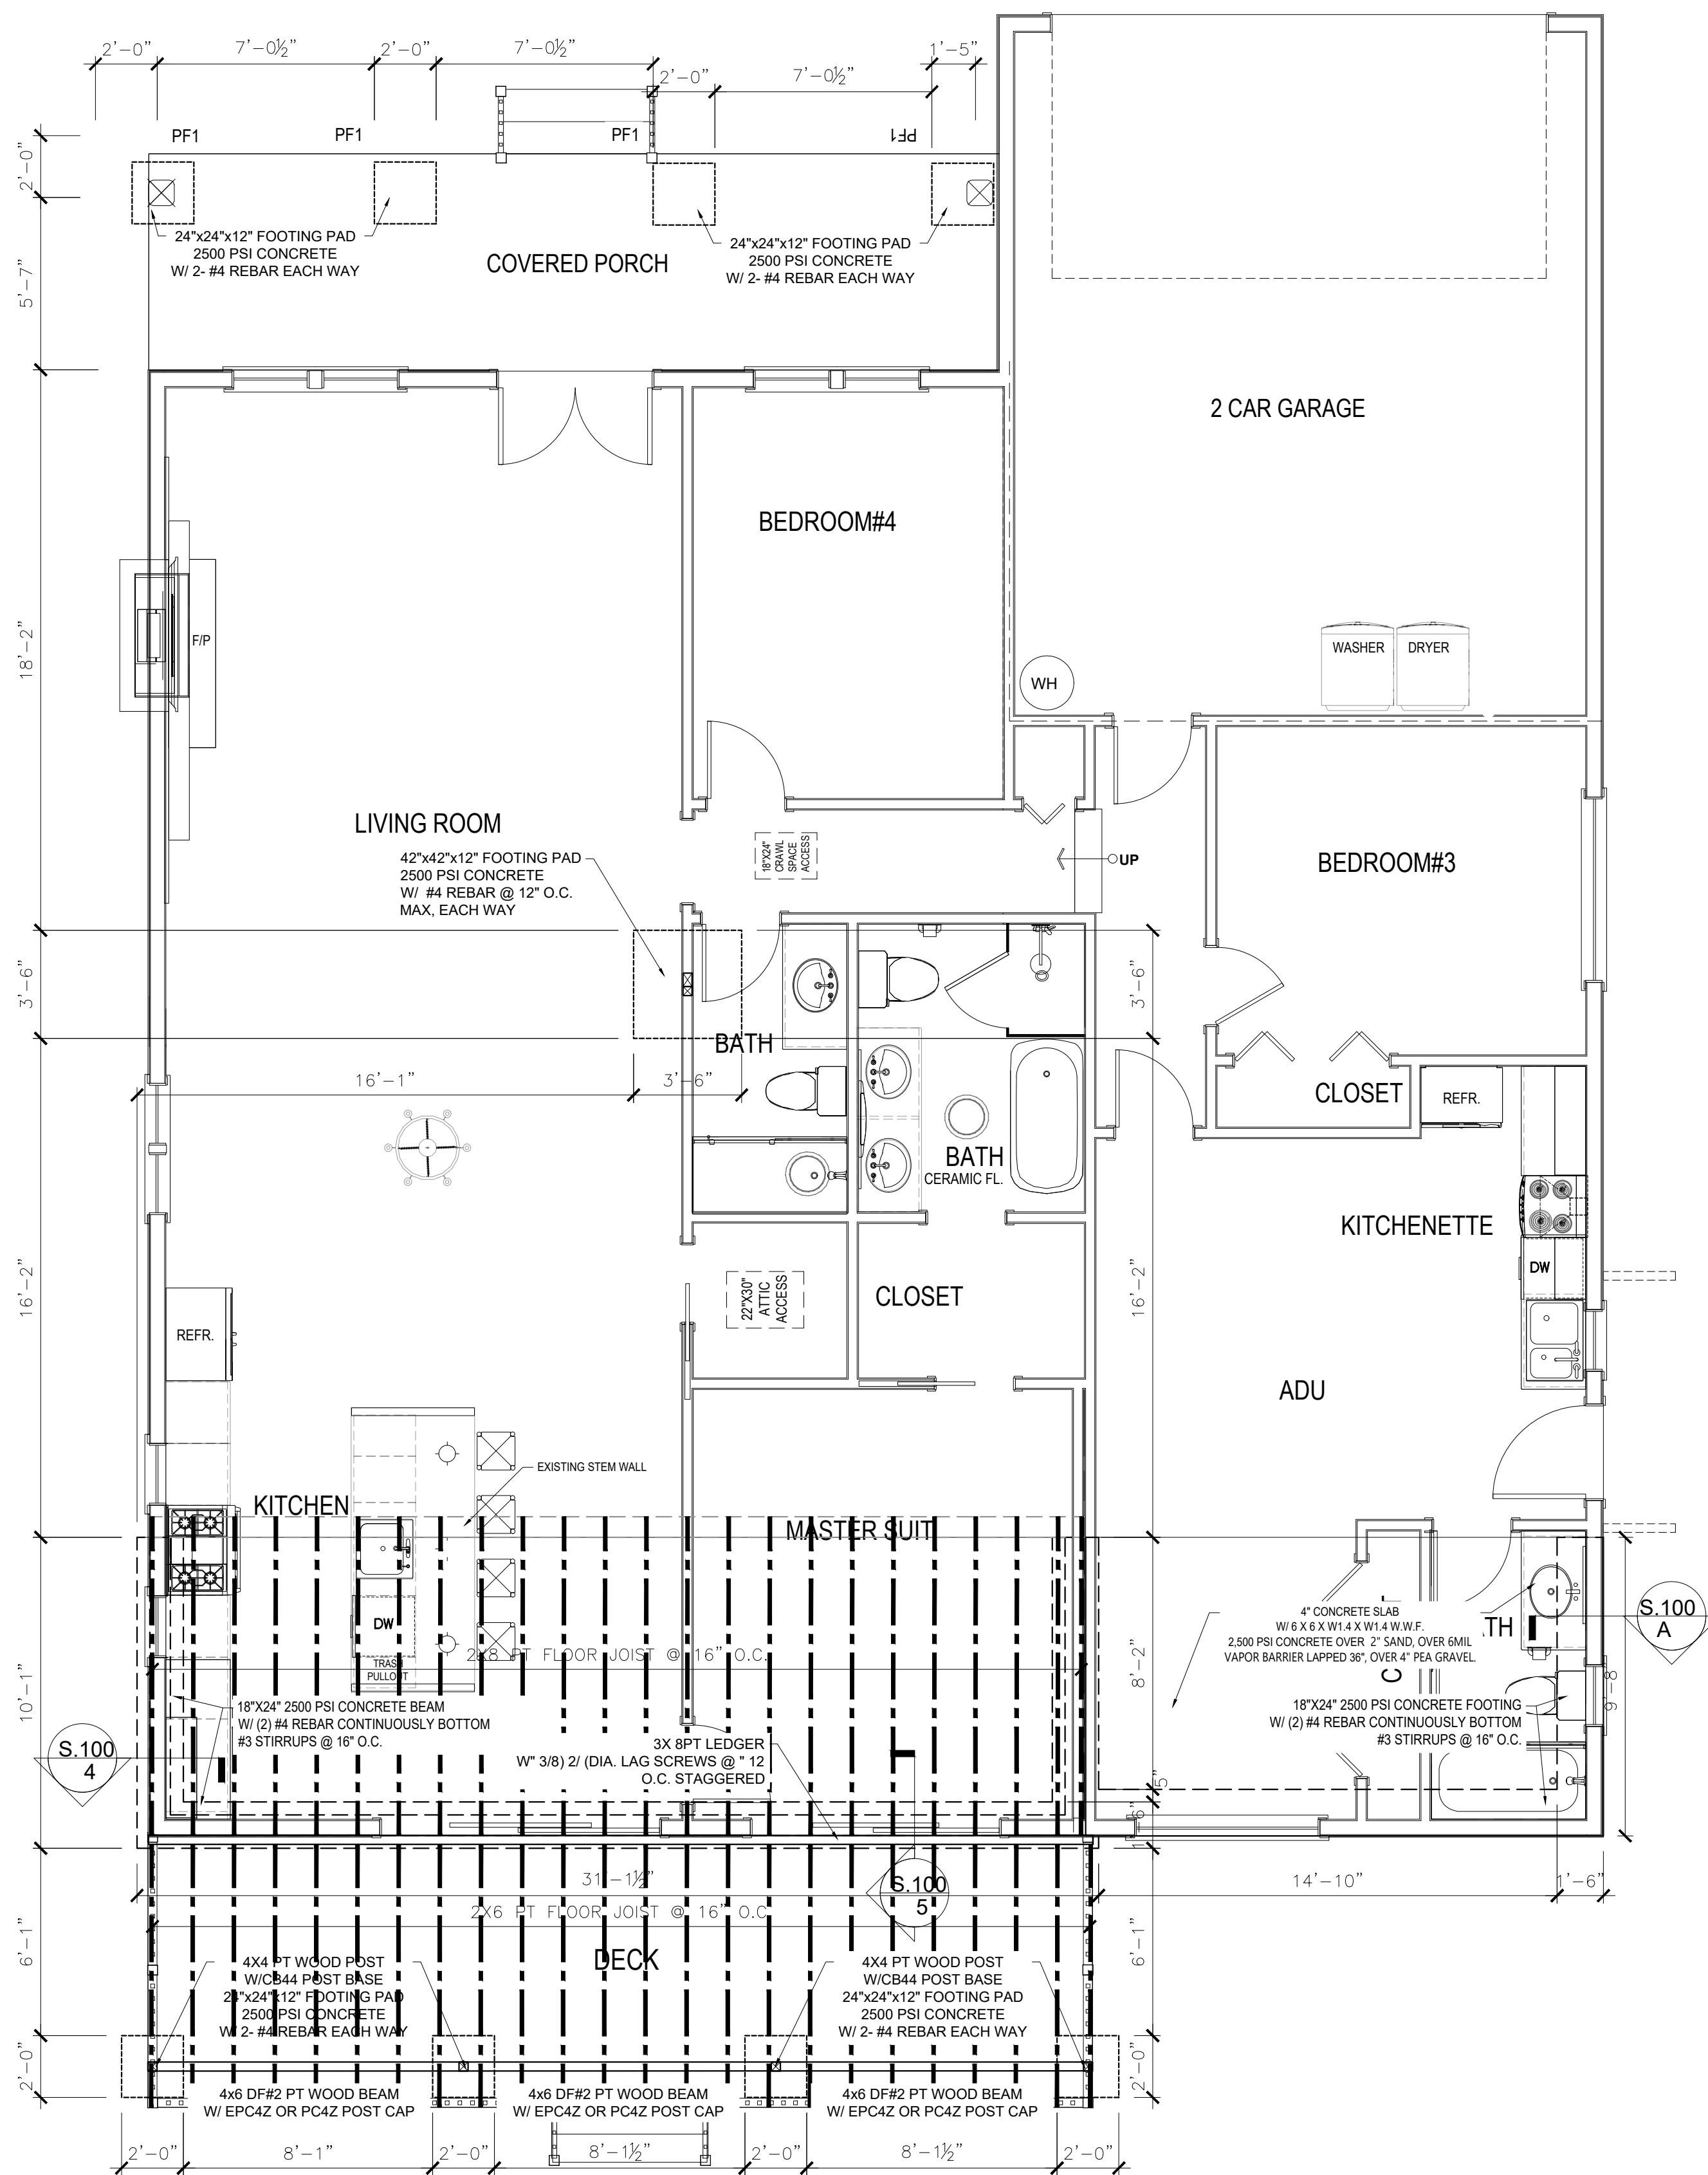 2'-0" 7'-0½" 2'-0" 7'-0½" 1'-5"
2'-0" 7'-0½"
PF1 PF1 PF1 PF1
2'-0"
5'-7"
24"x24"x12" FOOTING PAD
2500 PSI CONCRETE
W/ 2- #4 REBAR EACH WAY
COVERED PORCH
24"x24"x12" FOOTING PAD
2500 PSI CONCRETE
W/ 2- #4 REBAR EACH WAY
2 CAR GARAGE
BEDROOM#4
18'-2"
F/P
WASHER DRYER
WH
LIVING ROOM
42"x42"x12" FOOTING PAD
2500 PSI CONCRETE
W/ #4 REBAR @ 12" O.C.
MAX, EACH WAY
18"X24"
CRAWL
SPACE
ACCESS
UP
BEDROOM#3
3'-6"
3'-6"
BATH
16'-1" 3'-6"
CLOSET
REFR.
BATH
CERAMIC FL.
KITCHENETTE
DW
16'-2"
16'-2"
22"X30"
ATTIC
ACCESS
CLOSET
REFR.
ADU
EXISTING STEM WALL
KITCHEN
MASTER SUIT
DW
TRASH
PULLOUT
2X8 PT FLOOR JOIST @ 16" O.C.
4" CONCRETE SLAB
W/ 6 X 6 X W1.4 X W1.4 W.W.F.
2,500 PSI CONCRETE OVER 2" SAND, OVER 6MIL
VAPOR BARRIER LAPPED 36", OVER 4" PEA GRAVEL.
TH
C
S.100
A
10'-1"
8'-2"
9'-8"
18"X24" 2500 PSI CONCRETE BEAM
W/ (2) #4 REBAR CONTINUOUSLY BOTTOM
#3 STIRRUPS @ 16" O.C.
18"X24" 2500 PSI CONCRETE FOOTING
W/ (2) #4 REBAR CONTINUOUSLY BOTTOM
#3 STIRRUPS @ 16" O.C.
3X 8PT LEDGER
W" 3/8) 2/ (DIA. LAG SCREWS @ " 12
O.C. STAGGERED
S.100
4
5"
1'-6"
31'-1½"
14'-10" 1'-6"
S.100
5
2X6 PT FLOOR JOIST @ 16" O.C
6'-1"
6'-1"
DECK
4X4 PT WOOD POST
W/CB44 POST BASE
24"x24"x12" FOOTING PAD
2500 PSI CONCRETE
W/ 2- #4 REBAR EACH WAY
4X4 PT WOOD POST
W/CB44 POST BASE
24"x24"x12" FOOTING PAD
2500 PSI CONCRETE
W/ 2- #4 REBAR EACH WAY
2'-0"
2'-0"
4x6 DF#2 PT WOOD BEAM
W/ EPC4Z OR PC4Z POST CAP
4x6 DF#2 PT WOOD BEAM
W/ EPC4Z OR PC4Z POST CAP
4x6 DF#2 PT WOOD BEAM
W/ EPC4Z OR PC4Z POST CAP
2'-0" 8'-1" 2'-0" 8'-1½" 2'-0" 8'-1½" 2'-0"